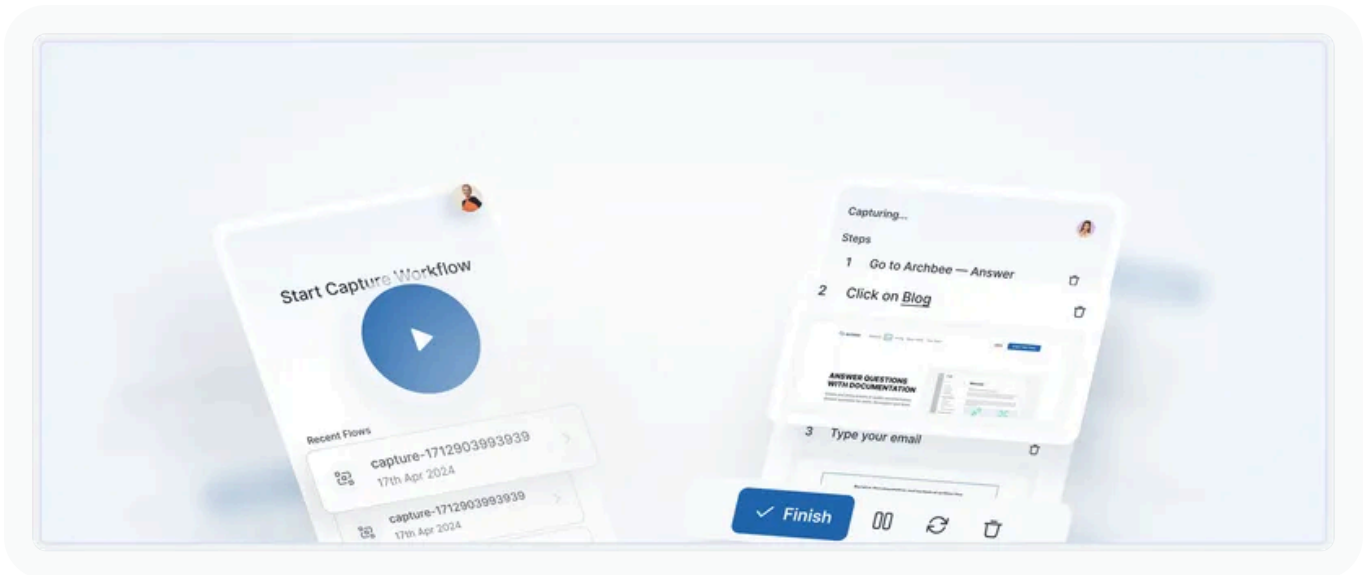 Start Capture Workflow
Recent Flows
capture-1712903993939
17th Apr 2024
capture-1712903993939
17th Apr 2024
Capturing...
Steps
1 Go to Archbee — Answer
2 Click on Blog
ANSWER QUESTIONS
WITH DOCUMENTATION
3 Type your email
Finish